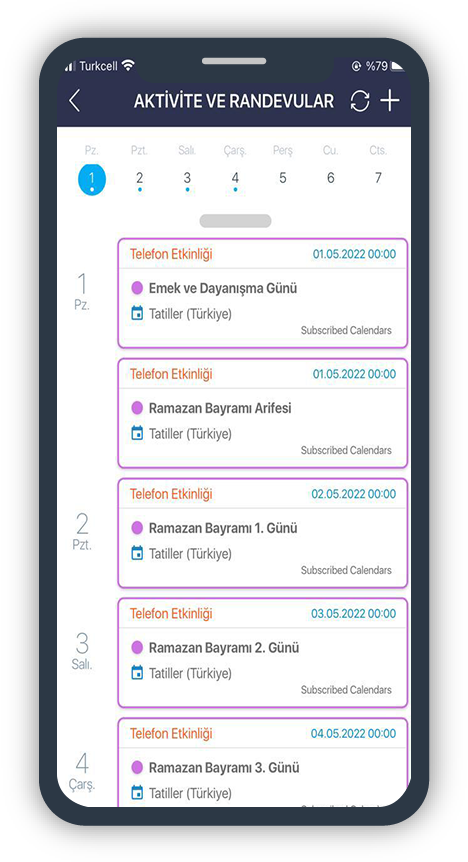 Turkcell %79
AKTİVİTE VE RANDEVULAR
Pz. Pzt. Salı. Çarş. Perş Cu. Cts.
1 2 3 4 5 6 7
1
Pz.
Telefon Etkinliği 01.05.2022 00:00
Emek ve Dayanışma Günü
Tatiller (Türkiye)
Subscribed Calendars
Telefon Etkinliği 01.05.2022 00:00
Ramazan Bayramı Arifesi
Tatiller (Türkiye)
Subscribed Calendars
2
Pzt.
Telefon Etkinliği 02.05.2022 00:00
Ramazan Bayramı 1. Günü
Tatiller (Türkiye)
Subscribed Calendars
3
Salı.
Telefon Etkinliği 03.05.2022 00:00
Ramazan Bayramı 2. Günü
Tatiller (Türkiye)
Subscribed Calendars
4
Çarş.
Telefon Etkinliği 04.05.2022 00:00
Ramazan Bayramı 3. Günü
Tatiller (Türkiye)